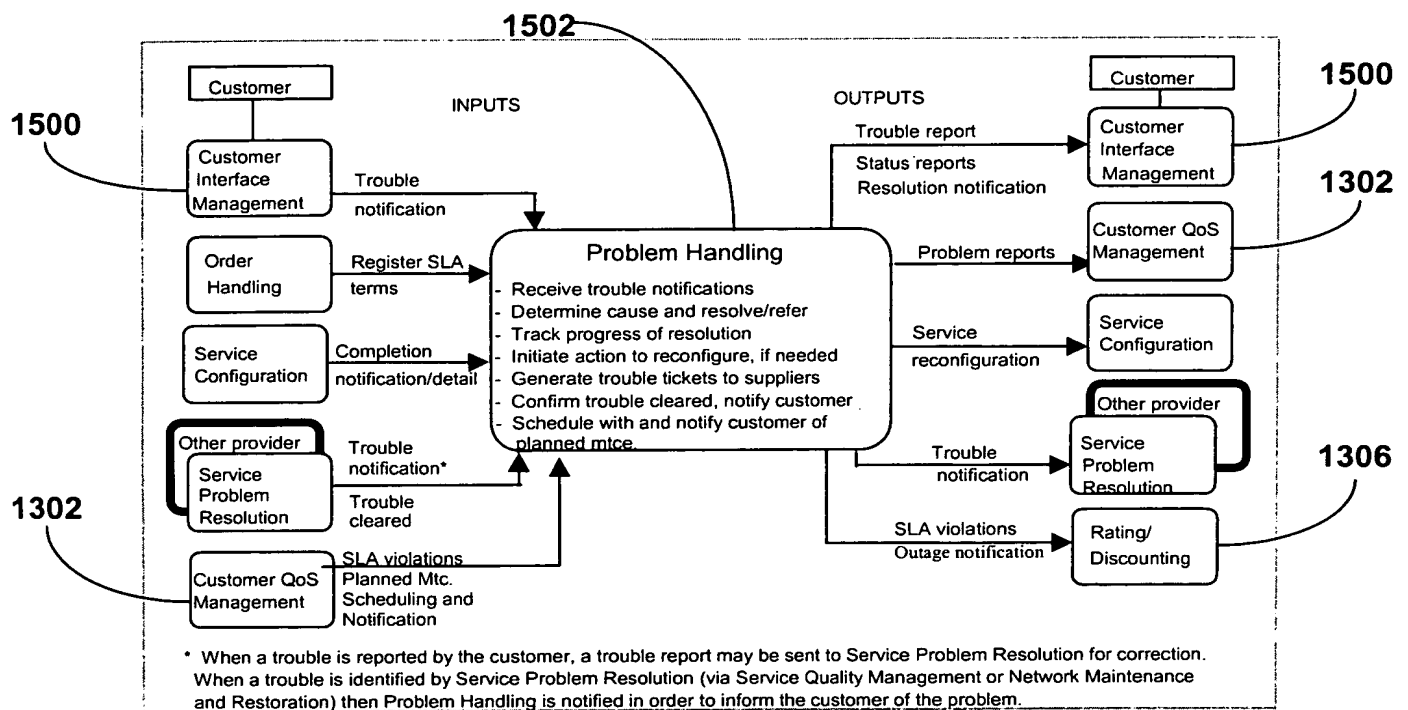 1502
Customer
INPUTS
OUTPUTS
Customer
1500
1500
Customer
Interface
Management
Trouble
notification
Trouble report
Status reports
Resolution notification
Customer
Interface
Management
1302
Order
Handling
Register SLA
terms
Problem Handling
- Receive trouble notifications
- Determine cause and resolve/refer
- Track progress of resolution
- Initiate action to reconfigure, if needed
- Generate trouble tickets to suppliers
- Confirm trouble cleared, notify customer
- Schedule with and notify customer of
planned mtce.
Problem reports
Customer QoS
Management
Service
Configuration
Completion
notification/detail
Service
reconfiguration
Service
Configuration
Other provider
Service
Problem
Resolution
Trouble
notification*
Trouble
cleared
Trouble
notification
Other provider
Service
Problem
Resolution
1306
1302
Customer QoS
Management
SLA violations
Planned Mtc.
Scheduling and
Notification
SLA violations
Outage notification
Rating/
Discounting
* When a trouble is reported by the customer, a trouble report may be sent to Service Problem Resolution for correction.
When a trouble is identified by Service Problem Resolution (via Service Quality Management or Network Maintenance
and Restoration) then Problem Handling is notified in order to inform the customer of the problem.